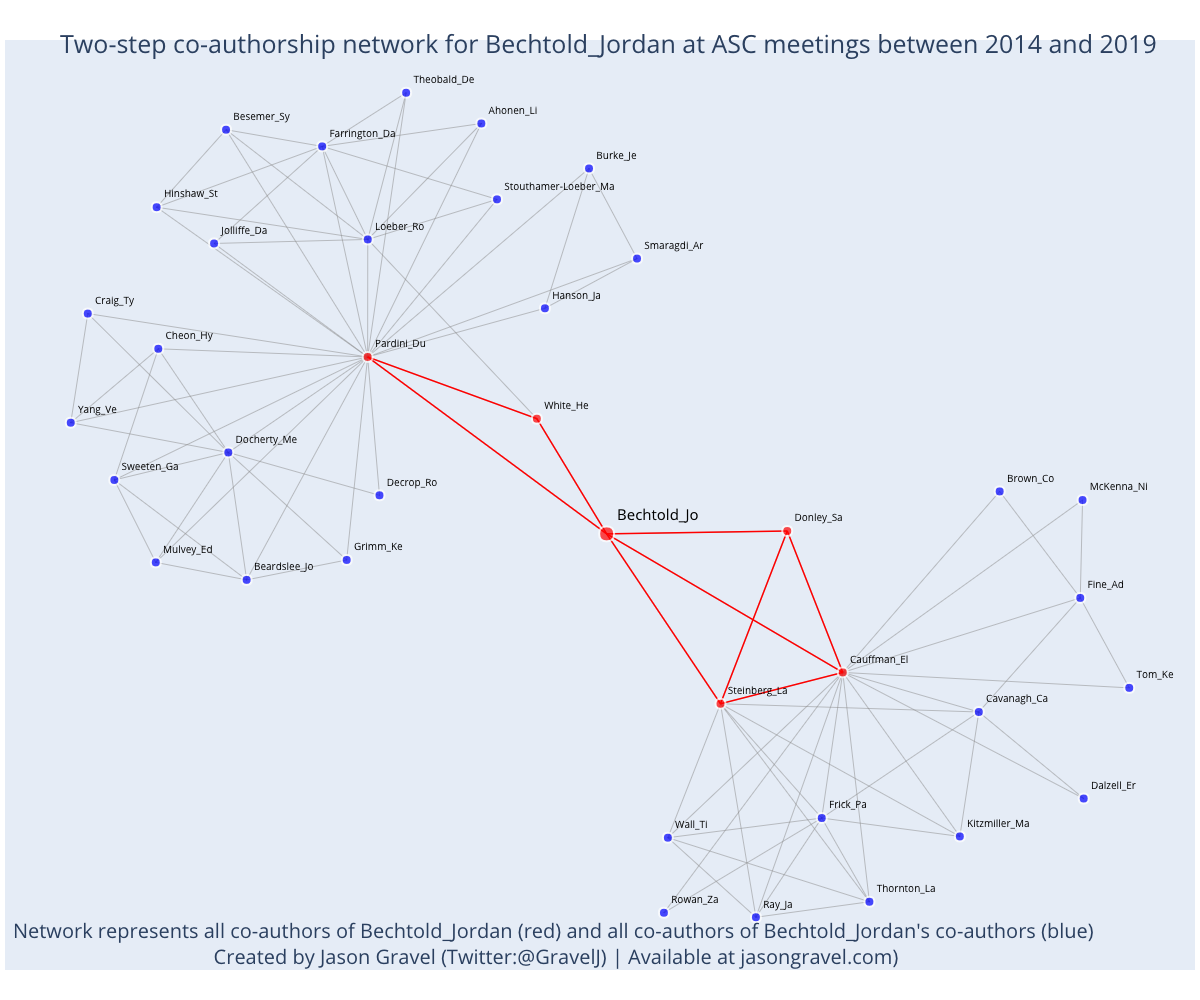 Two-step co-authorship network for Bechtold_Jordan at ASC meetings between 2014 and 2019
Theobald_De
Ahonen_Li
Besemer_Sy
Farrington_Da
Burke_Je
Stouthamer-Loeber_Ma
Hinshaw_St
Loeber_Ro
Jolliffe_Da
Smaragdi_Ar
Hanson_Ja
Craig_Ty
Cheon_Hy
Pardini_Du
White_He
Yang_Ve
Docherty_Me
Sweeten_Ga
Decrop_Ro
Brown_Co
McKenna_Ni
Bechtold_Jo
Donley_Sa
Mulvey_Ed
Grimm_Ke
Beardslee_Jo
Fine_Ad
Cauffman_El
Tom_Ke
Steinberg_La
Cavanagh_Ca
Dalzell_Er
Frick_Pa
Wall_Ti
Kitzmiller_Ma
Thornton_La
Rowan_Za
Ray_Ja
Network represents all co-authors of Bechtold_Jordan (red) and all co-authors of Bechtold_Jordan's co-authors (blue)
Created by Jason Gravel (Twitter:@GravelJ) | Available at jasongravel.com)